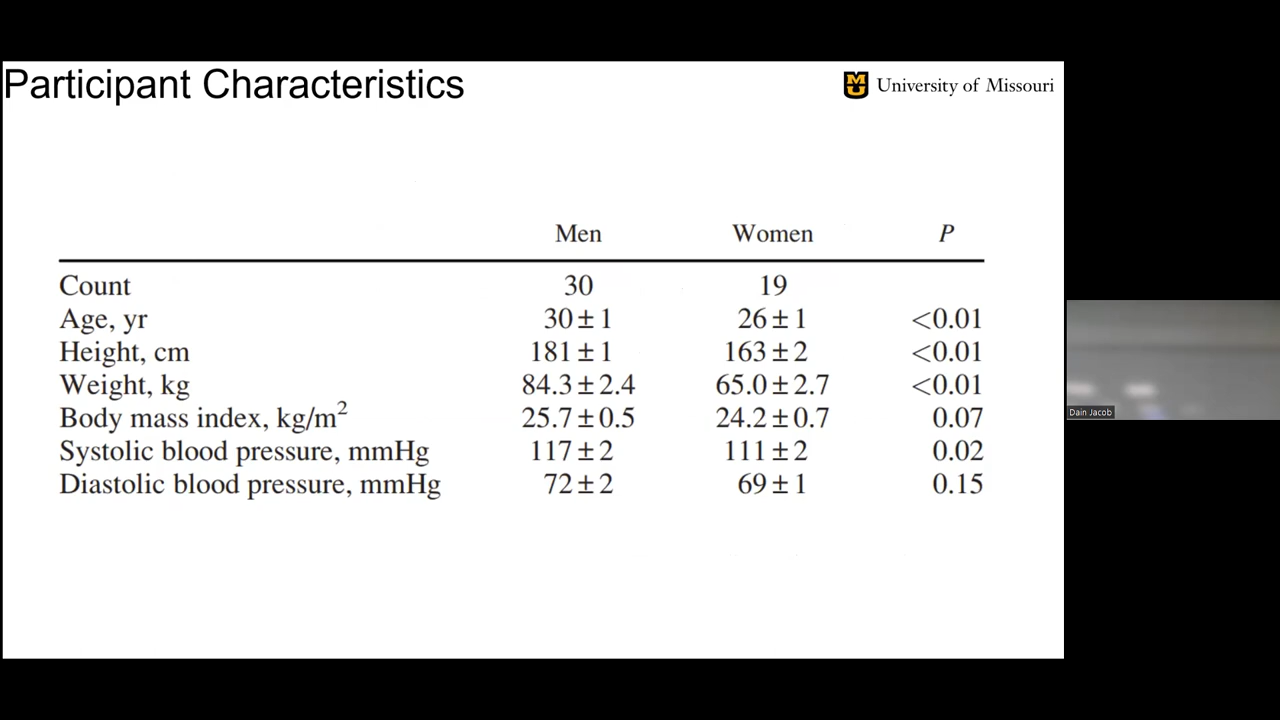 Participant Characteristics
MU University of Missouri
Men Women P
Count 30 19
Age, yr 30±1 26±1 <0.01
Height, cm 181±1 163±2 <0.01
Weight, kg 84.3±2.4 65.0±2.7 <0.01
Body mass index, kg/m² 25.7±0.5 24.2±0.7 0.07
Systolic blood pressure, mmHg 117±2 111±2 0.02
Diastolic blood pressure, mmHg 72±2 69±1 0.15
Dain Jacob